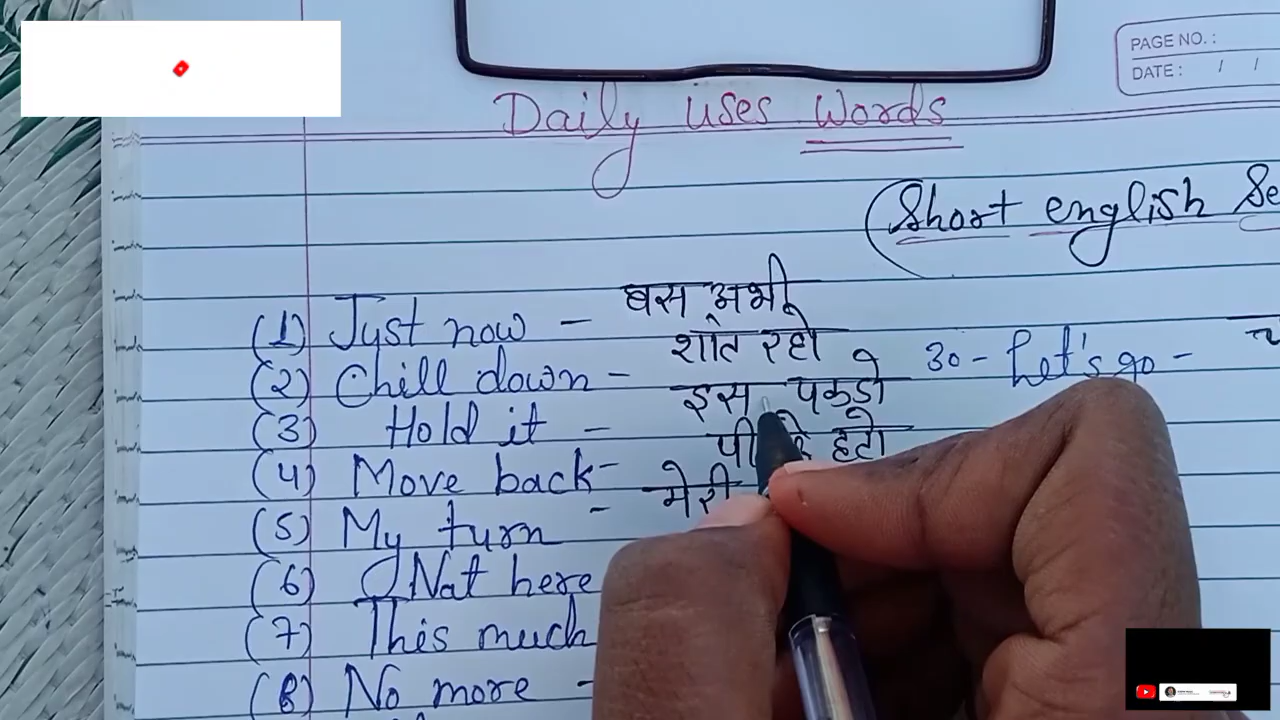 PAGE NO. :
DATE : / /
Daily uses Words
(Short english Se
(1) Just now - बस अभी
(2) Chill down - शांत रहो
30 - Let's go -
(3) Hold it - इस पकड़ो
(4) Move back - हटो
(5) My turn - मेरी
(6) Not here
(7) This much
(8) No more -